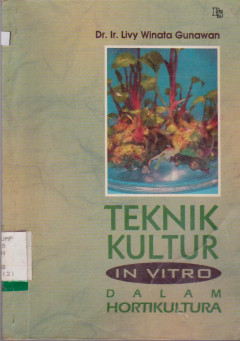 Dr. Ir. Livy Winata Gunawan
TEKNIK
KULTUR
IN VITRO
DALAM
HORTIKULTURA